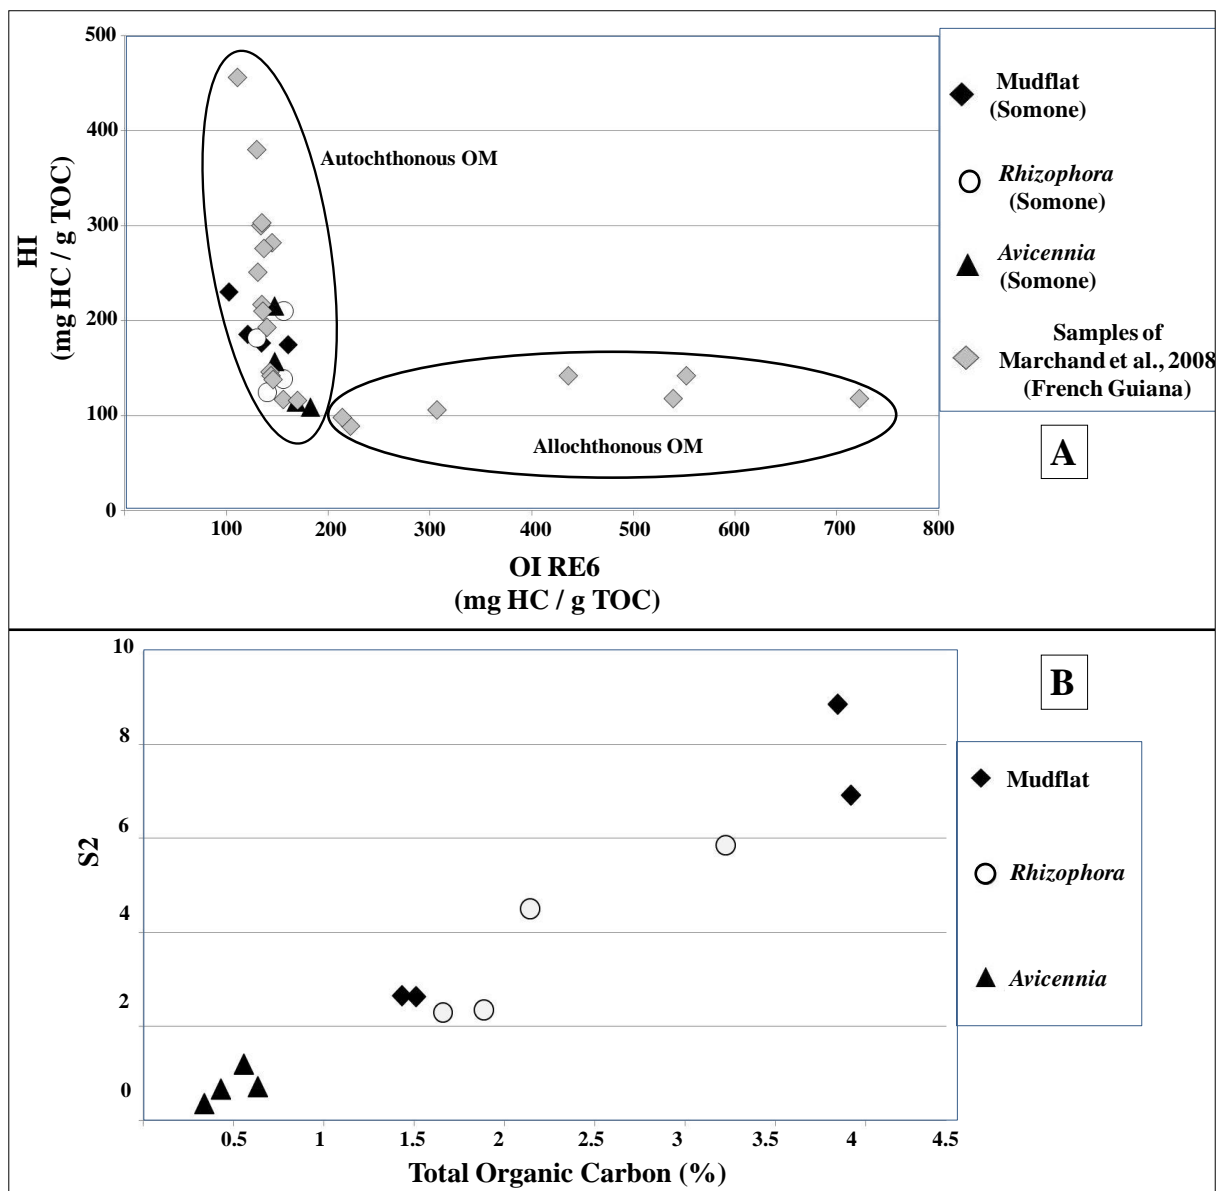 500
400
300
200
100
0
HI
(mg HC / g TOC)
Autochthonous OM
Allochthonous OM
100
200
300
400
500
600
700
800
OI RE6
(mg HC / g TOC)
Mudflat
(Somone)
Rhizophora
(Somone)
Avicennia
(Somone)
Samples of
Marchand et al., 2008
(French Guiana)
A
10
8
6
4
2
0
S2
0.5
1
1.5
2
2.5
3
3.5
4
4.5
Total Organic Carbon (%)
B
Mudflat
Rhizophora
Avicennia